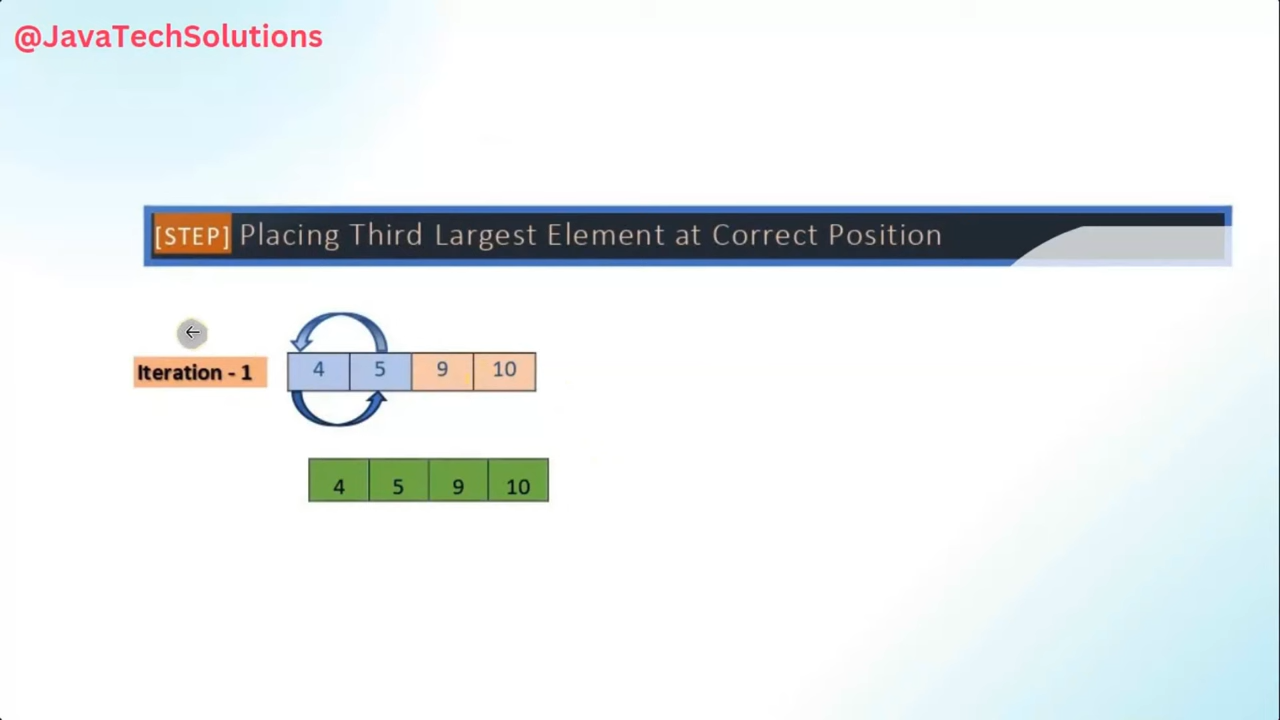 @JavaTechSolutions
[STEP] Placing Third Largest Element at Correct Position
Iteration - 1
4 5 9 10
4 5 9 10